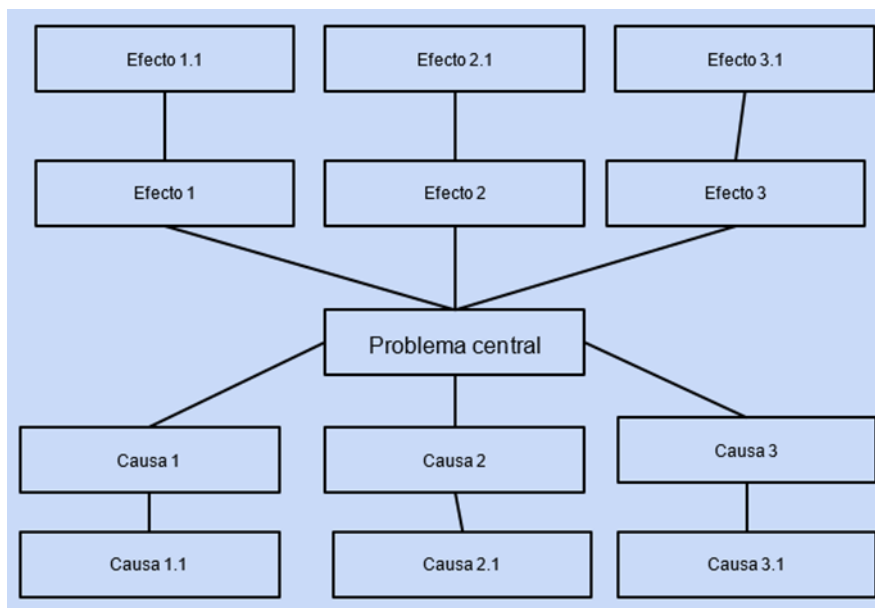 Efecto 1.1
Efecto 2.1
Efecto 3.1
Efecto 1
Efecto 2
Efecto 3
Problema central
Causa 1
Causa 2
Causa 3
Causa 1.1
Causa 2.1
Causa 3.1